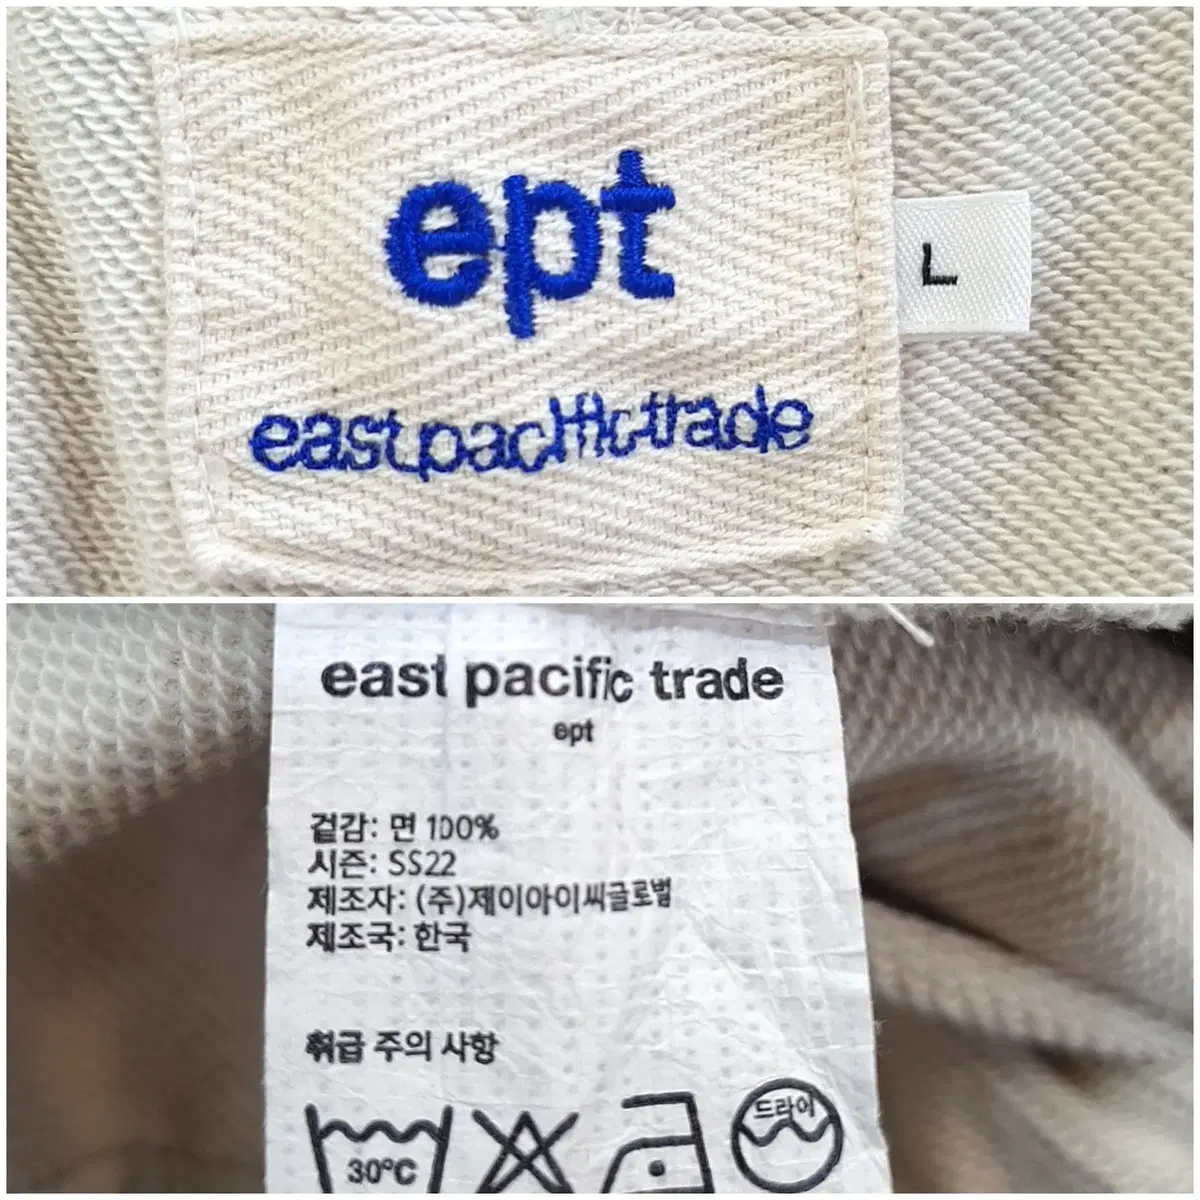 ept
L
eastpacifictrade
east pacific trade
ept
겉감: 면 100%
시즌: SS22
제조자: (주)제이아이씨글로벌
제조국: 한국
취급 주의 사항
드라이
30℃